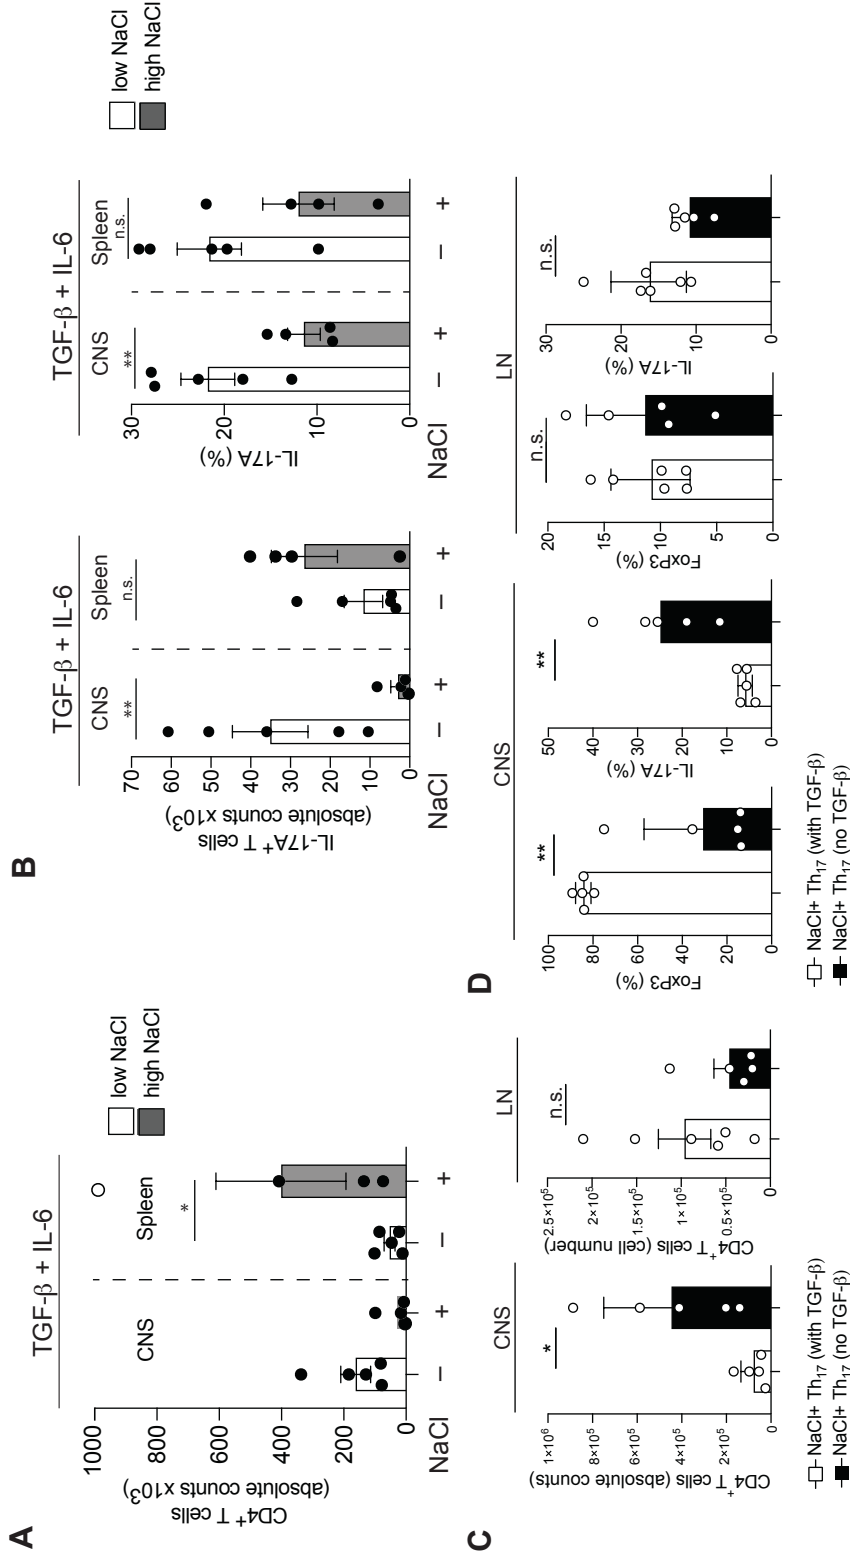 A
TGF-β + IL-6
CNS
Spleen
*
CD4⁺ T cells
(absolute counts x10³)
1000
800
600
400
200
0
NaCl
–
+
–
+
low NaCl
high NaCl
B
TGF-β + IL-6
CNS
Spleen
**
n.s.
IL-17A⁺ T cells
(absolute counts x10³)
70
60
50
40
30
20
10
0
NaCl
–
+
–
+
TGF-β + IL-6
CNS
Spleen
**
n.s.
IL-17A (%)
30
20
10
0
NaCl
–
+
–
+
low NaCl
high NaCl
C
CNS
*
CD4⁺ T cells (absolute counts)
1×10⁶
8×10⁵
6×10⁵
4×10⁵
2×10⁵
0
LN
n.s.
CD4⁺ T cells (cell number)
2.5×10⁵
2×10⁵
1.5×10⁵
1×10⁵
0.5×10⁵
0
NaCl+ Th₁₇ (with TGF-β)
NaCl+ Th₁₇ (no TGF-β)
D
CNS
**
FoxP3 (%)
100
80
60
40
20
0
**
IL-17A (%)
50
40
30
20
10
0
LN
n.s.
FoxP3 (%)
20
15
10
5
0
n.s.
IL-17A (%)
30
20
10
0
NaCl+ Th₁₇ (with TGF-β)
NaCl+ Th₁₇ (no TGF-β)